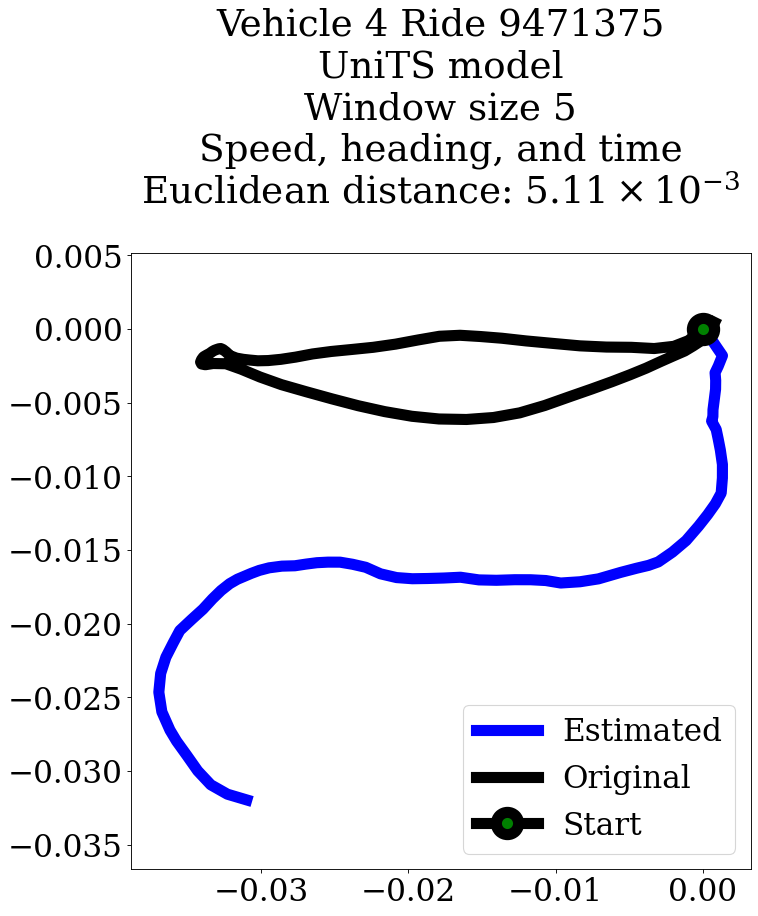 Vehicle 4 Ride 9471375
UniTS model
Window size 5
Speed, heading, and time
Euclidean distance: 5.11 × 10⁻³
0.005
0.000
−0.005
−0.010
−0.015
−0.020
−0.025
−0.030
−0.035
Estimated
Original
Start
−0.03 −0.02 −0.01 0.00